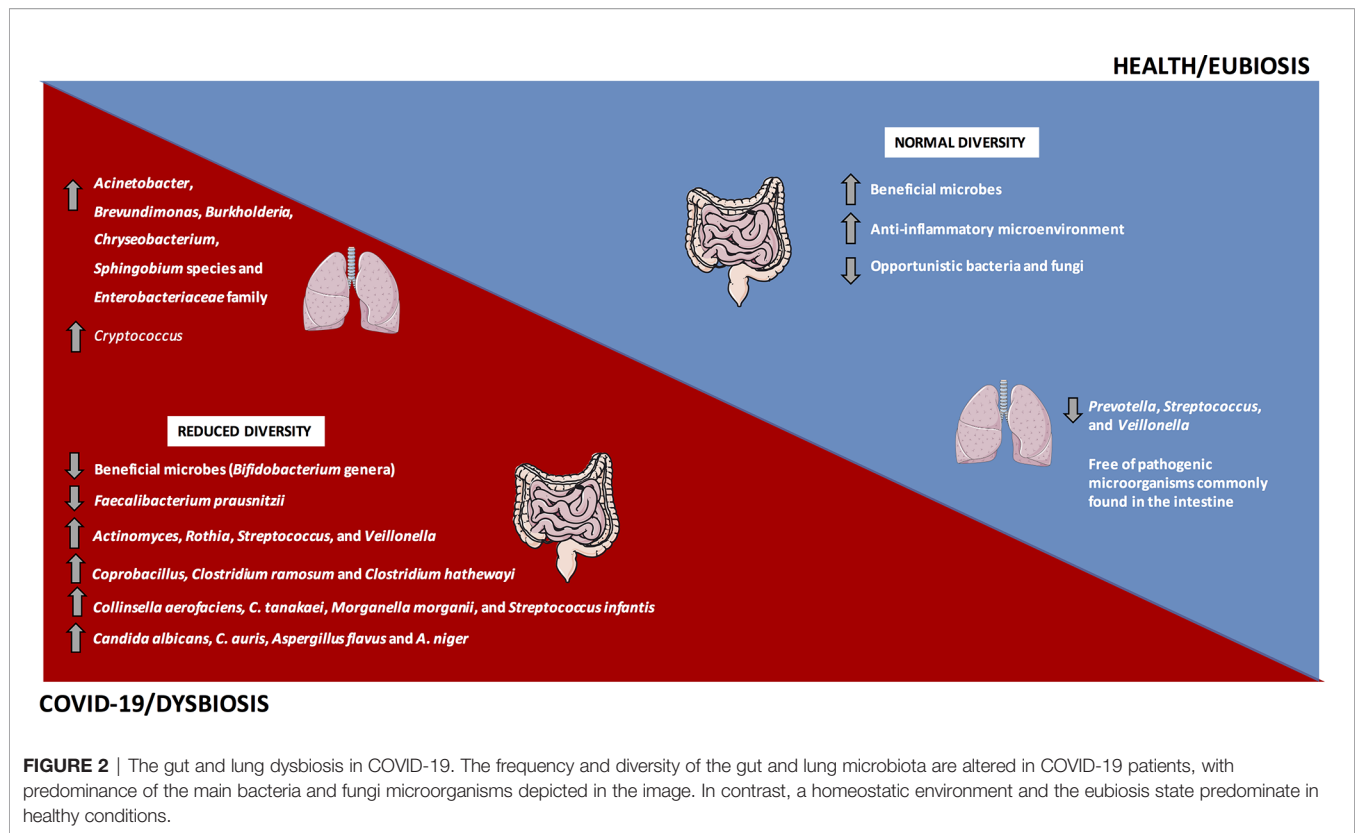 HEALTH/EUBIOSIS
NORMAL DIVERSITY
Beneficial microbes
Anti-inflammatory microenvironment
Opportunistic bacteria and fungi
Acinetobacter,
Brevundimonas, Burkholderia,
Chryseobacterium,
Sphingobium species and
Enterobacteriaceae family
Cryptococcus
Prevotella, Streptococcus,
and Veillonella
Free of pathogenic
microorganisms commonly
found in the intestine
REDUCED DIVERSITY
Beneficial microbes (Bifidobacterium genera)
Faecalibacterium prausnitzii
Actinomyces, Rothia, Streptococcus, and Veillonella
Coprobacillus, Clostridium ramosum and Clostridium hathewayi
Collinsella aerofaciens, C. tanakaei, Morganella morganii, and Streptococcus infantis
Candida albicans, C. auris, Aspergillus flavus and A. niger
COVID-19/DYSBIOSIS
FIGURE 2 | The gut and lung dysbiosis in COVID-19. The frequency and diversity of the gut and lung microbiota are altered in COVID-19 patients, with
predominance of the main bacteria and fungi microorganisms depicted in the image. In contrast, a homeostatic environment and the eubiosis state predominate in
healthy conditions.